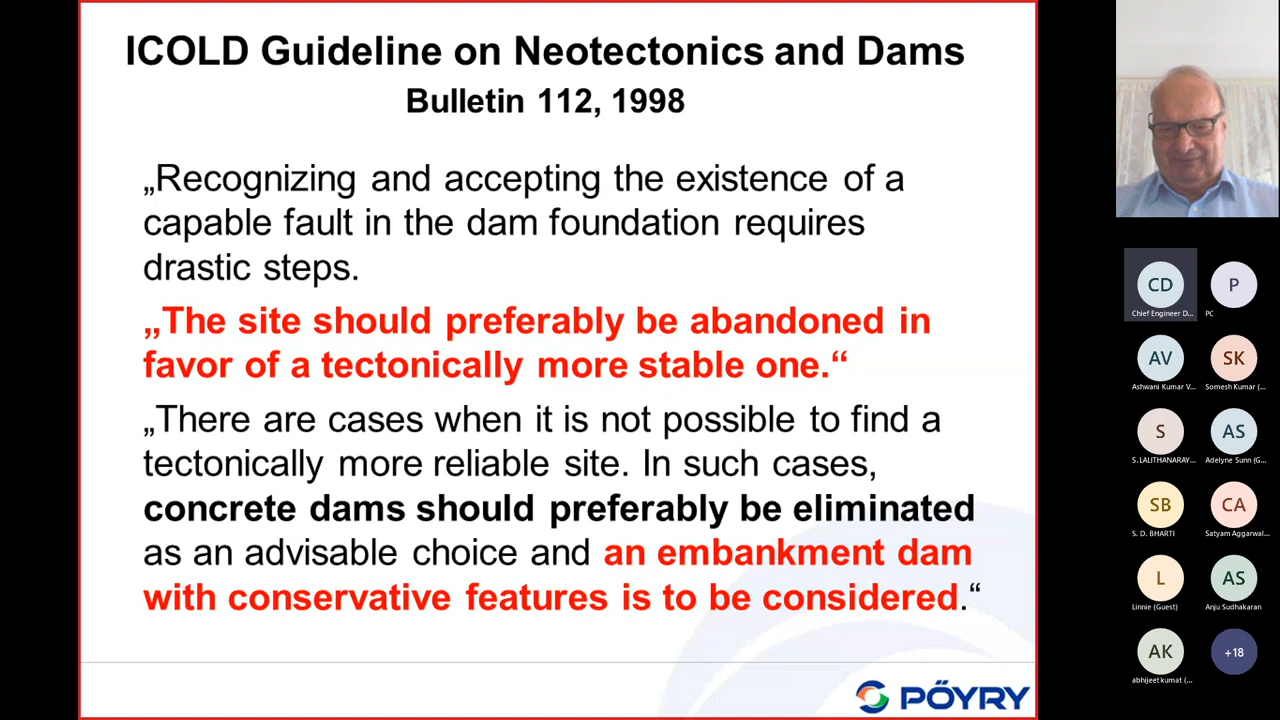 ICOLD Guideline on Neotectonics and Dams
Bulletin 112, 1998
„Recognizing and accepting the existence of a
capable fault in the dam foundation requires
drastic steps.
„The site should preferably be abandoned in
favor of a tectonically more stable one.“
„There are cases when it is not possible to find a
tectonically more reliable site. In such cases,
concrete dams should preferably be eliminated
as an advisable choice and an embankment dam
with conservative features is to be considered.“
PŐYRY
CD
Chief Engineer D...
P
PC
AV
Ashwani Kumar V...
SK
Somesh Kumar (...
S
S. LALITHANARAY...
AS
Adelyne Sunn (G...
SB
S. D. BHARTI
CA
Satyam Aggarwal...
L
Linnie (Guest)
AS
Anju Sudhakaran
AK
abhijeet kumat (...
+18